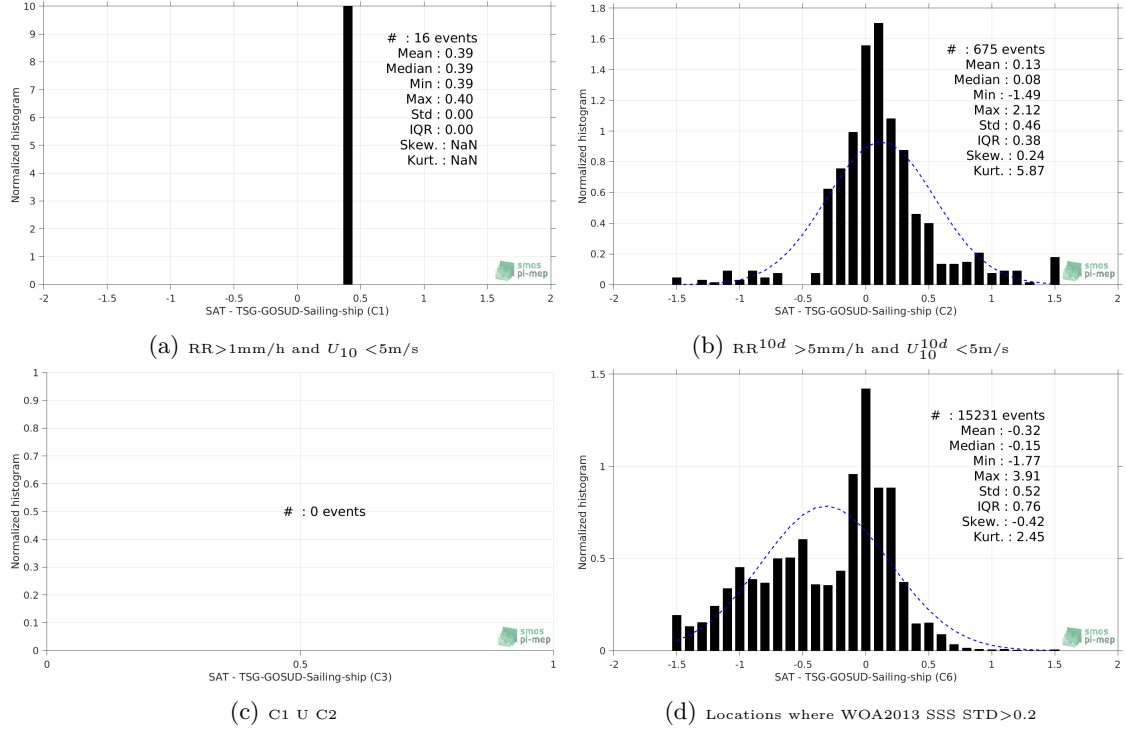 10
9
8
7
6
5
4
3
2
1
0
Normalized histogram
# : 16 events
Mean : 0.39
Median : 0.39
Min : 0.39
Max : 0.40
Std : 0.00
IQR : 0.00
Skew. : NaN
Kurt. : NaN
smos
pi-mep
-2 -1.5 -1 -0.5 0 0.5 1 1.5 2
SAT - TSG-GOSUD-Sailing-ship (C1)
(a) RR>1mm/h and U10 <5m/s
1.8
1.6
1.4
1.2
1
0.8
0.6
0.4
0.2
0
Normalized histogram
# : 675 events
Mean : 0.13
Median : 0.08
Min : -1.49
Max : 2.12
Std : 0.46
IQR : 0.38
Skew. : 0.24
Kurt. : 5.87
smos
pi-mep
-2 -1.5 -1 -0.5 0 0.5 1 1.5 2
SAT - TSG-GOSUD-Sailing-ship (C2)
(b) RR10d >5mm/h and U10d10 <5m/s
1
0.9
0.8
0.7
0.6
0.5
0.4
0.3
0.2
0.1
0
Normalized histogram
# : 0 events
smos
pi-mep
0 0.5 1
SAT - TSG-GOSUD-Sailing-ship (C3)
(c) C1 U C2
1.5
1
0.5
0
Normalized histogram
# : 15231 events
Mean : -0.32
Median : -0.15
Min : -1.77
Max : 3.91
Std : 0.52
IQR : 0.76
Skew. : -0.42
Kurt. : 2.45
smos
pi-mep
-2 -1.5 -1 -0.5 0 0.5 1 1.5 2
SAT - TSG-GOSUD-Sailing-ship (C6)
(d) Locations where WOA2013 SSS STD>0.2